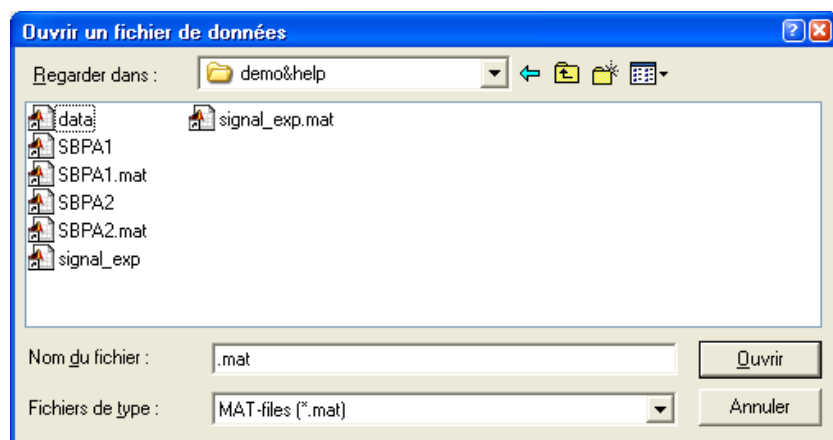 Ouvrir un fichier de données
Regarder dans :
demo&help
data
signal_exp.mat
SBPA1
SBPA1.mat
SBPA2
SBPA2.mat
signal_exp
Nom du fichier :
.mat
Ouvrir
Fichiers de type :
MAT-files (*.mat)
Annuler